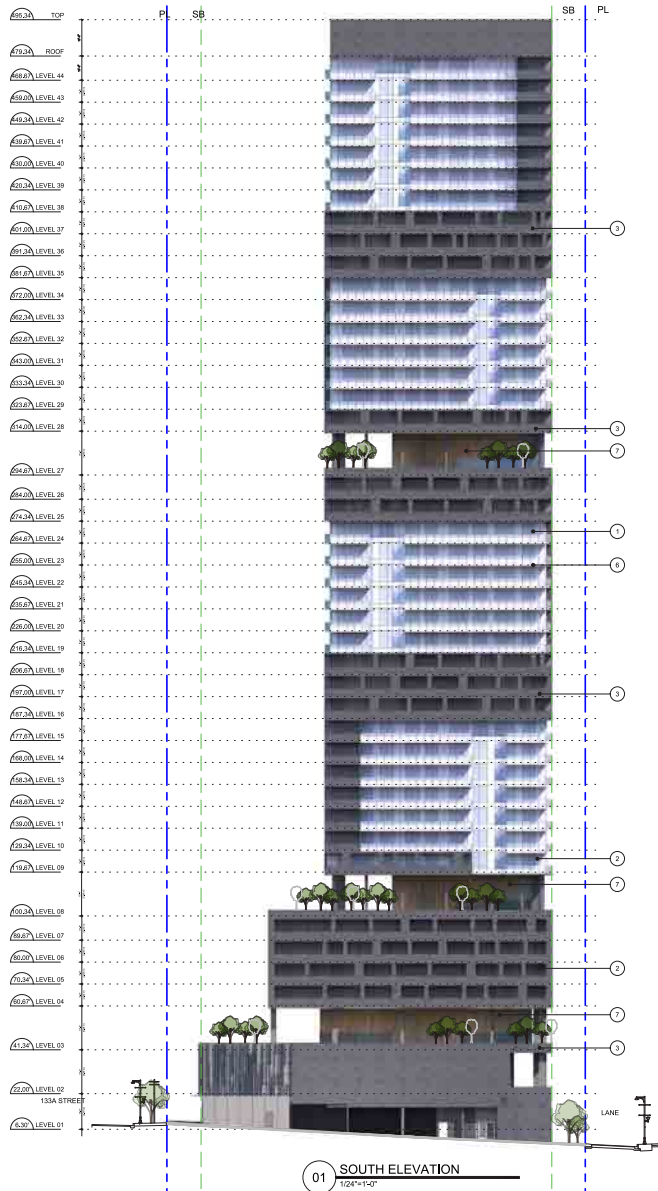 PL SB SB PL
495.34 TOP
479.34 ROOF
468.67 LEVEL 44
459.00 LEVEL 43
449.34 LEVEL 42
439.67 LEVEL 41
430.00 LEVEL 40
420.34 LEVEL 39
410.67 LEVEL 38
401.00 LEVEL 37
3
391.34 LEVEL 36
381.67 LEVEL 35
372.00 LEVEL 34
362.34 LEVEL 33
352.67 LEVEL 32
343.00 LEVEL 31
333.34 LEVEL 30
323.67 LEVEL 29
314.00 LEVEL 28
3
7
294.67 LEVEL 27
284.00 LEVEL 26
274.34 LEVEL 25
1
264.67 LEVEL 24
255.00 LEVEL 23
6
245.34 LEVEL 22
235.67 LEVEL 21
226.00 LEVEL 20
216.34 LEVEL 19
206.67 LEVEL 18
197.00 LEVEL 17
3
187.34 LEVEL 16
177.67 LEVEL 15
168.00 LEVEL 14
158.34 LEVEL 13
148.67 LEVEL 12
139.00 LEVEL 11
129.34 LEVEL 10
2
119.67 LEVEL 09
7
100.34 LEVEL 08
89.67 LEVEL 07
80.00 LEVEL 06
2
70.34 LEVEL 05
60.67 LEVEL 04
7
41.34 LEVEL 03
3
22.00 LEVEL 02
133A STREET
LANE
6.30 LEVEL 01
01 SOUTH ELEVATION
1/24"=1'-0"